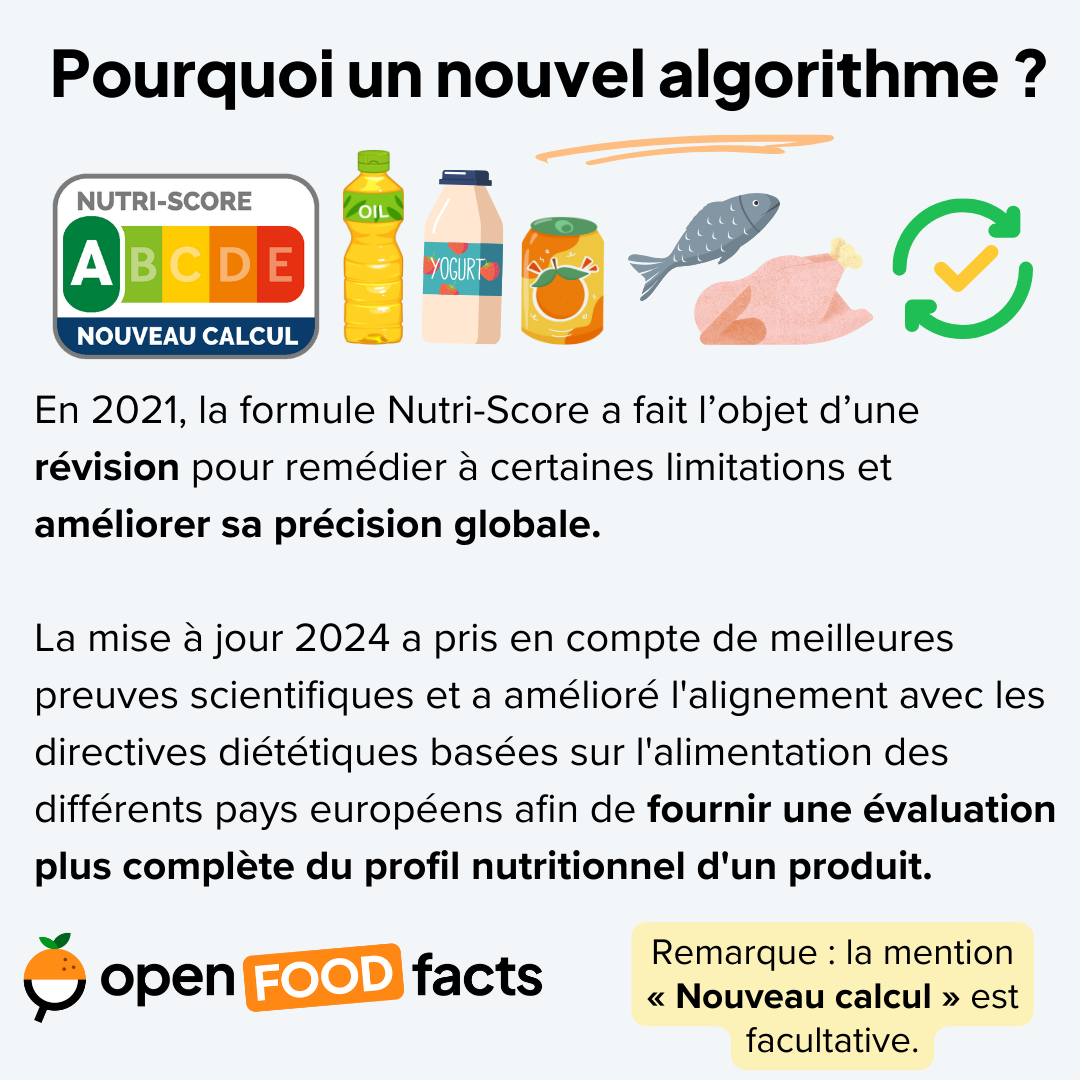 Pourquoi un nouvel algorithme ?
NUTRI-SCORE
A B C D E
NOUVEAU CALCUL
OIL
YOGURT
En 2021, la formule Nutri-Score a fait l’objet d’une
révision pour remédier à certaines limitations et
améliorer sa précision globale.
La mise à jour 2024 a pris en compte de meilleures
preuves scientifiques et a amélioré l'alignement avec les
directives diététiques basées sur l'alimentation des
différents pays européens afin de fournir une évaluation
plus complète du profil nutritionnel d'un produit.
open FOOD facts
Remarque : la mention
« Nouveau calcul » est
facultative.